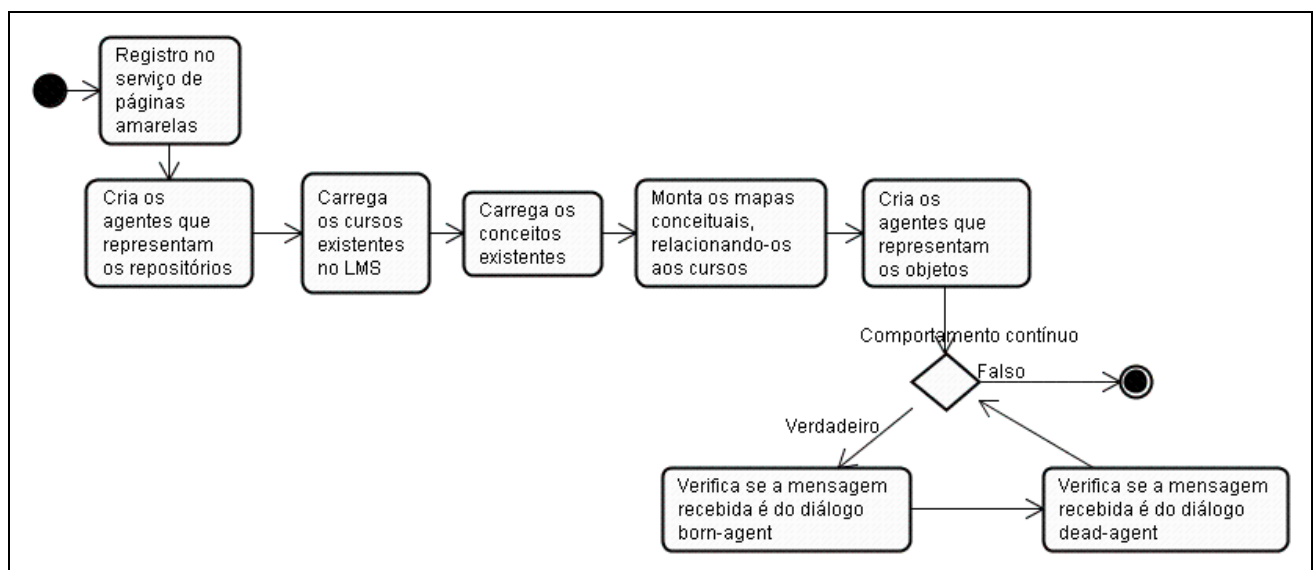 Registro no
serviço de
páginas
amarelas
Cria os
agentes que
representam
os repositórios
Carrega
os cursos
existentes
no LMS
Carrega os
conceitos
existentes
Monta os mapas
conceituais,
relacionando-os
aos cursos
Cria os
agentes que
representam
os objetos
Comportamento contínuo
Falso
Verdadeiro
Verifica se a mensagem
recebida é do diálogo
born-agent
Verifica se a mensagem
recebida é do diálogo
dead-agent